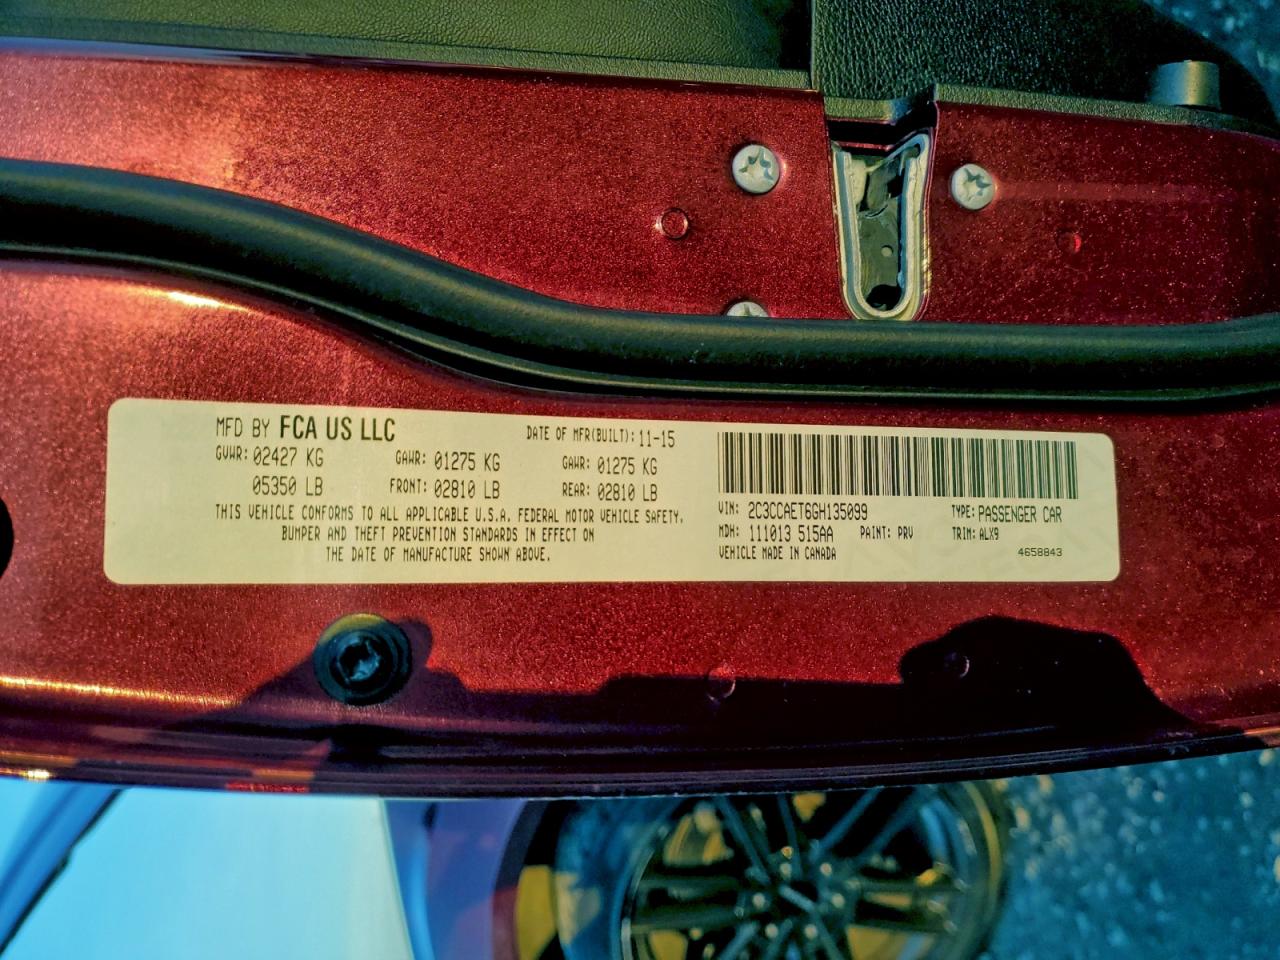 MFD BY FCA US LLC DATE OF MFR(BUILT): 11-15
GVWR: 02427 KG GAWR: 01275 KG GAWR: 01275 KG
05350 LB FRONT: 02810 LB REAR: 02810 LB
THIS VEHICLE CONFORMS TO ALL APPLICABLE U.S.A. FEDERAL MOTOR VEHICLE SAFETY,
BUMPER AND THEFT PREVENTION STANDARDS IN EFFECT ON
THE DATE OF MANUFACTURE SHOWN ABOVE.
VIN: 2C3CCAET6GH135099 TYPE: PASSENGER CAR
MDH: 111013 515AA PAINT: PRV TRIM: ALX9
VEHICLE MADE IN CANADA 4658843